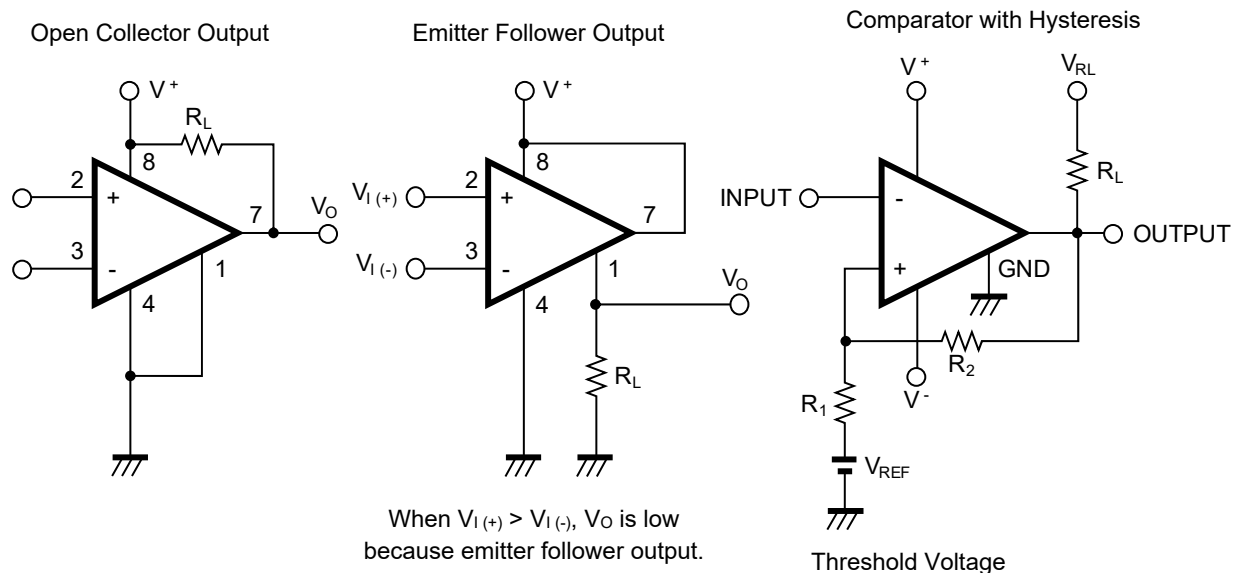 Open Collector Output
V+
RL
8
2
+
7
VO
3
-
1
4
Emitter Follower Output
V+
8
VI (+)
2
+
7
VI (-)
3
-
1
4
VO
RL
When VI (+) > VI (-), VO is low
because emitter follower output.
Comparator with Hysteresis
V+
VRL
RL
INPUT
-
OUTPUT
+
GND
R2
V-
R1
VREF
Threshold Voltage